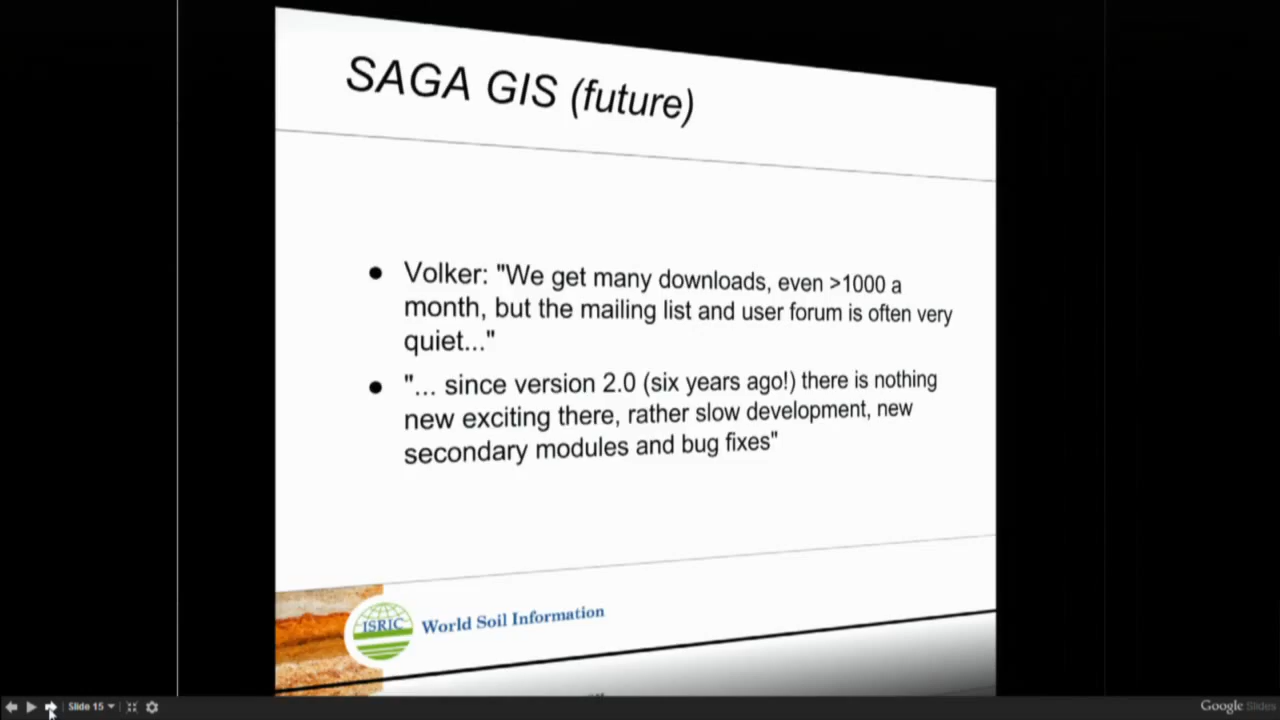 SAGA GIS (future)
Volker: "We get many downloads, even >1000 a
month, but the mailing list and user forum is often very
quiet..."
"... since version 2.0 (six years ago!) there is nothing
new exciting there, rather slow development, new
secondary modules and bug fixes"
ISRIC
World Soil Information
Slide 15
Google Slides